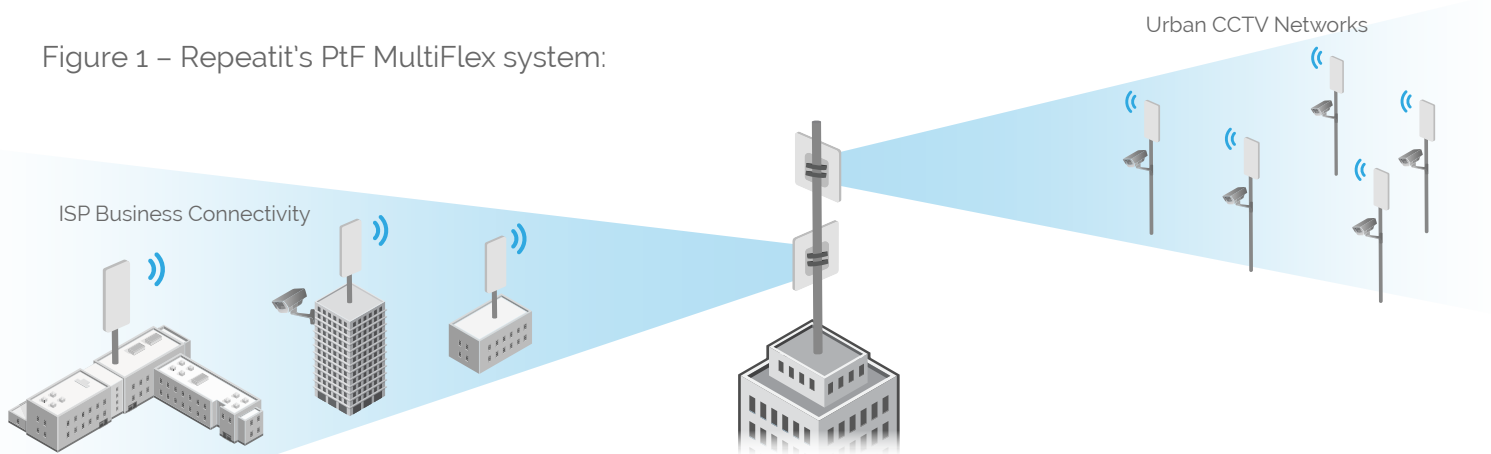 Urban CCTV Networks
Figure 1 – Repeatit's PtF MultiFlex system:
ISP Business Connectivity